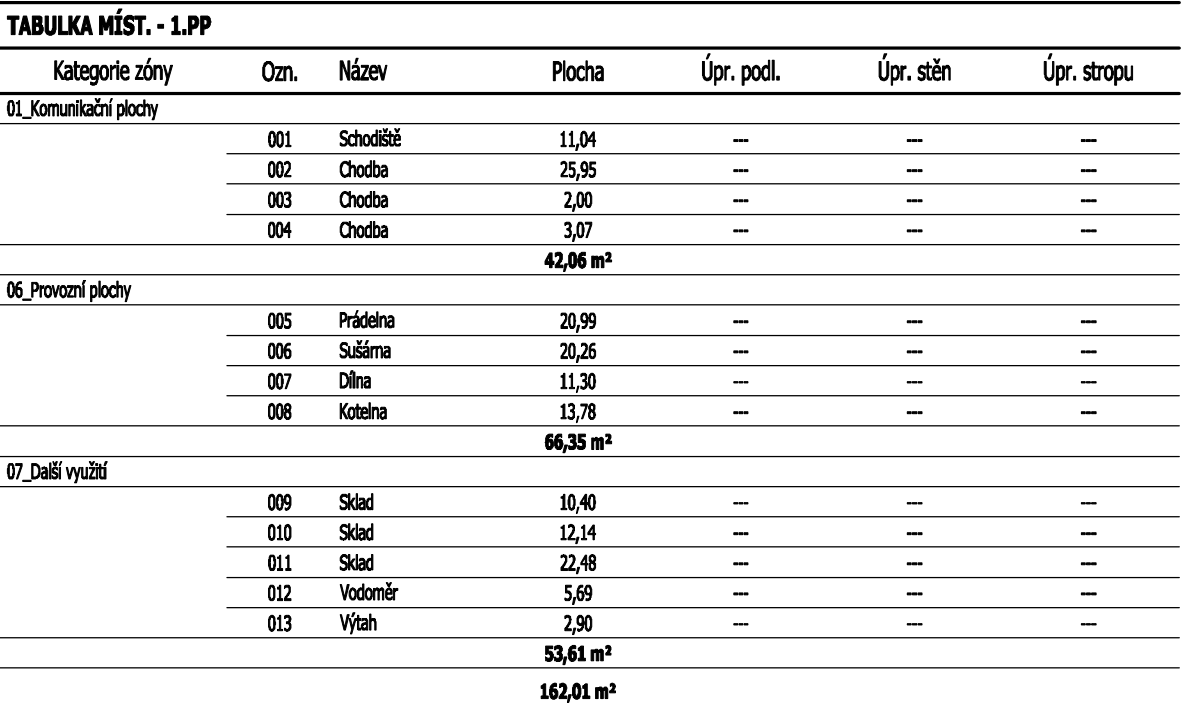 TABULKA MÍST. - 1.PP
Kategorie zóny Ozn. Název Plocha Úpr. podl. Úpr. stěn Úpr. stropu
01_Komunikační plochy
001 Schodiště 11,04 --- --- ---
002 Chodba 25,95 --- --- ---
003 Chodba 2,00 --- --- ---
004 Chodba 3,07 --- --- ---
42,06 m²
06_Provozní plochy
005 Prádelna 20,99 --- --- ---
006 Sušárna 20,26 --- --- ---
007 Dílna 11,30 --- --- ---
008 Kotelna 13,78 --- --- ---
66,35 m²
07_Další využití
009 Sklad 10,40 --- --- ---
010 Sklad 12,14 --- --- ---
011 Sklad 22,48 --- --- ---
012 Vodoměr 5,69 --- --- ---
013 Výtah 2,90 --- --- ---
53,61 m²
162,01 m²